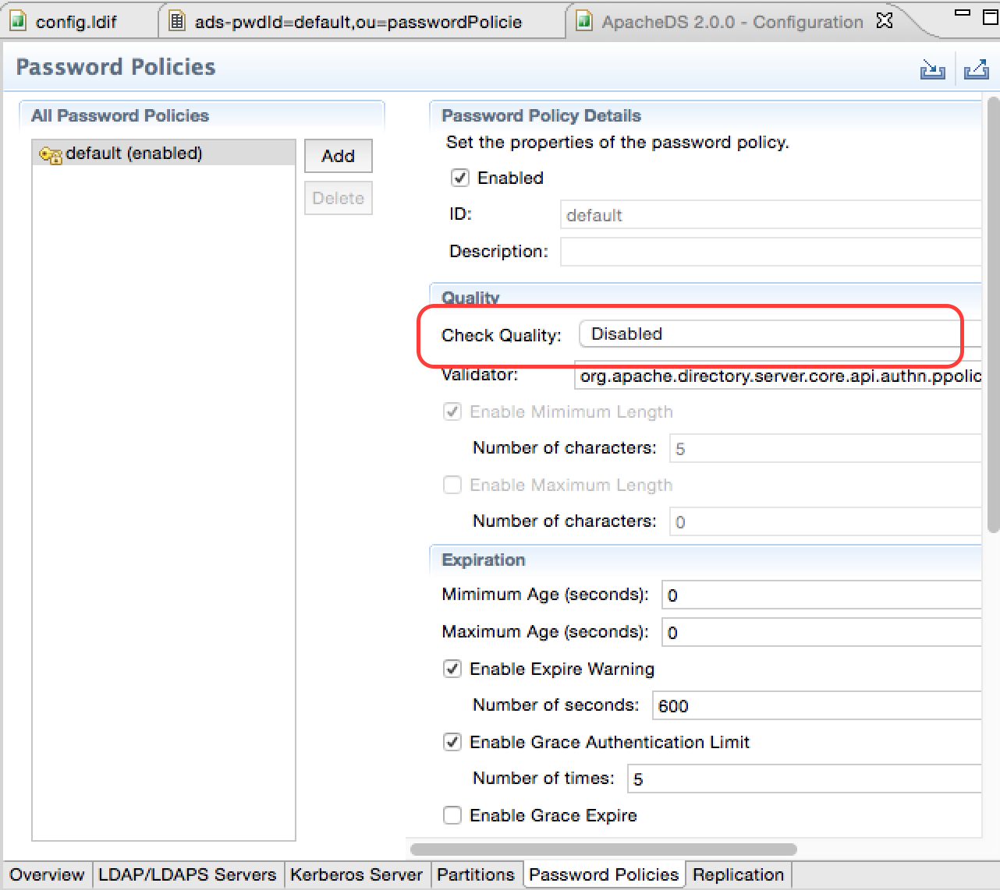 config.ldif
ads-pwdId=default,ou=passwordPolicie
ApacheDS 2.0.0 - Configuration
Password Policies
All Password Policies
default (enabled)
Add
Delete
Password Policy Details
Set the properties of the password policy.
Enabled
ID: default
Description:
Quality
Check Quality: Disabled
Validator: org.apache.directory.server.core.api.authn.ppolic
Enable Mimimum Length
Number of characters: 5
Enable Maximum Length
Number of characters: 0
Expiration
Mimimum Age (seconds): 0
Maximum Age (seconds): 0
Enable Expire Warning
Number of seconds: 600
Enable Grace Authentication Limit
Number of times: 5
Enable Grace Expire
Overview LDAP/LDAPS Servers Kerberos Server Partitions Password Policies Replication